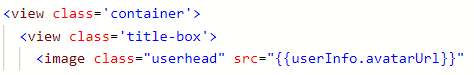 <view class='container'>
<view class='title-box'>
<image class="userhead" src="{{userInfo.avatarUrl}}"